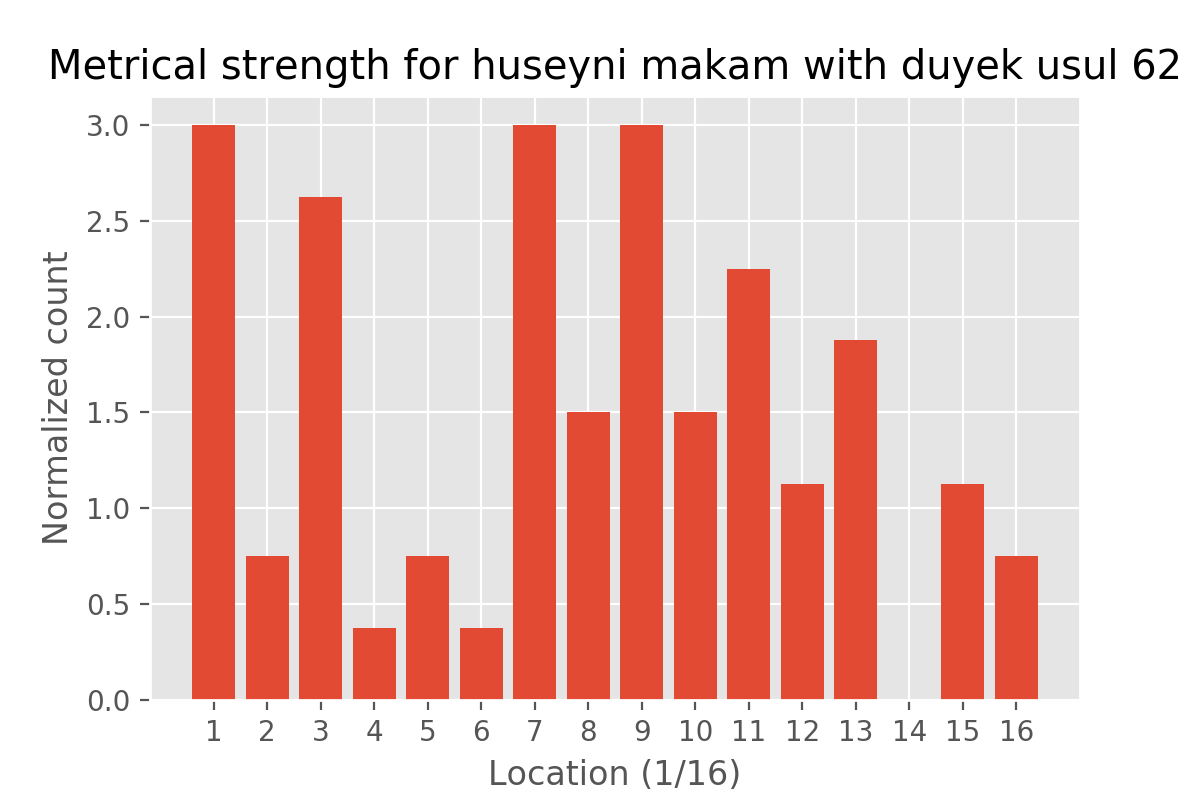 Metrical strength for huseyni makam with duyek usul 62
3.0
2.5
2.0
1.5
1.0
0.5
0.0
Normalized count
1 2 3 4 5 6 7 8 9 10 11 12 13 14 15 16
Location (1/16)